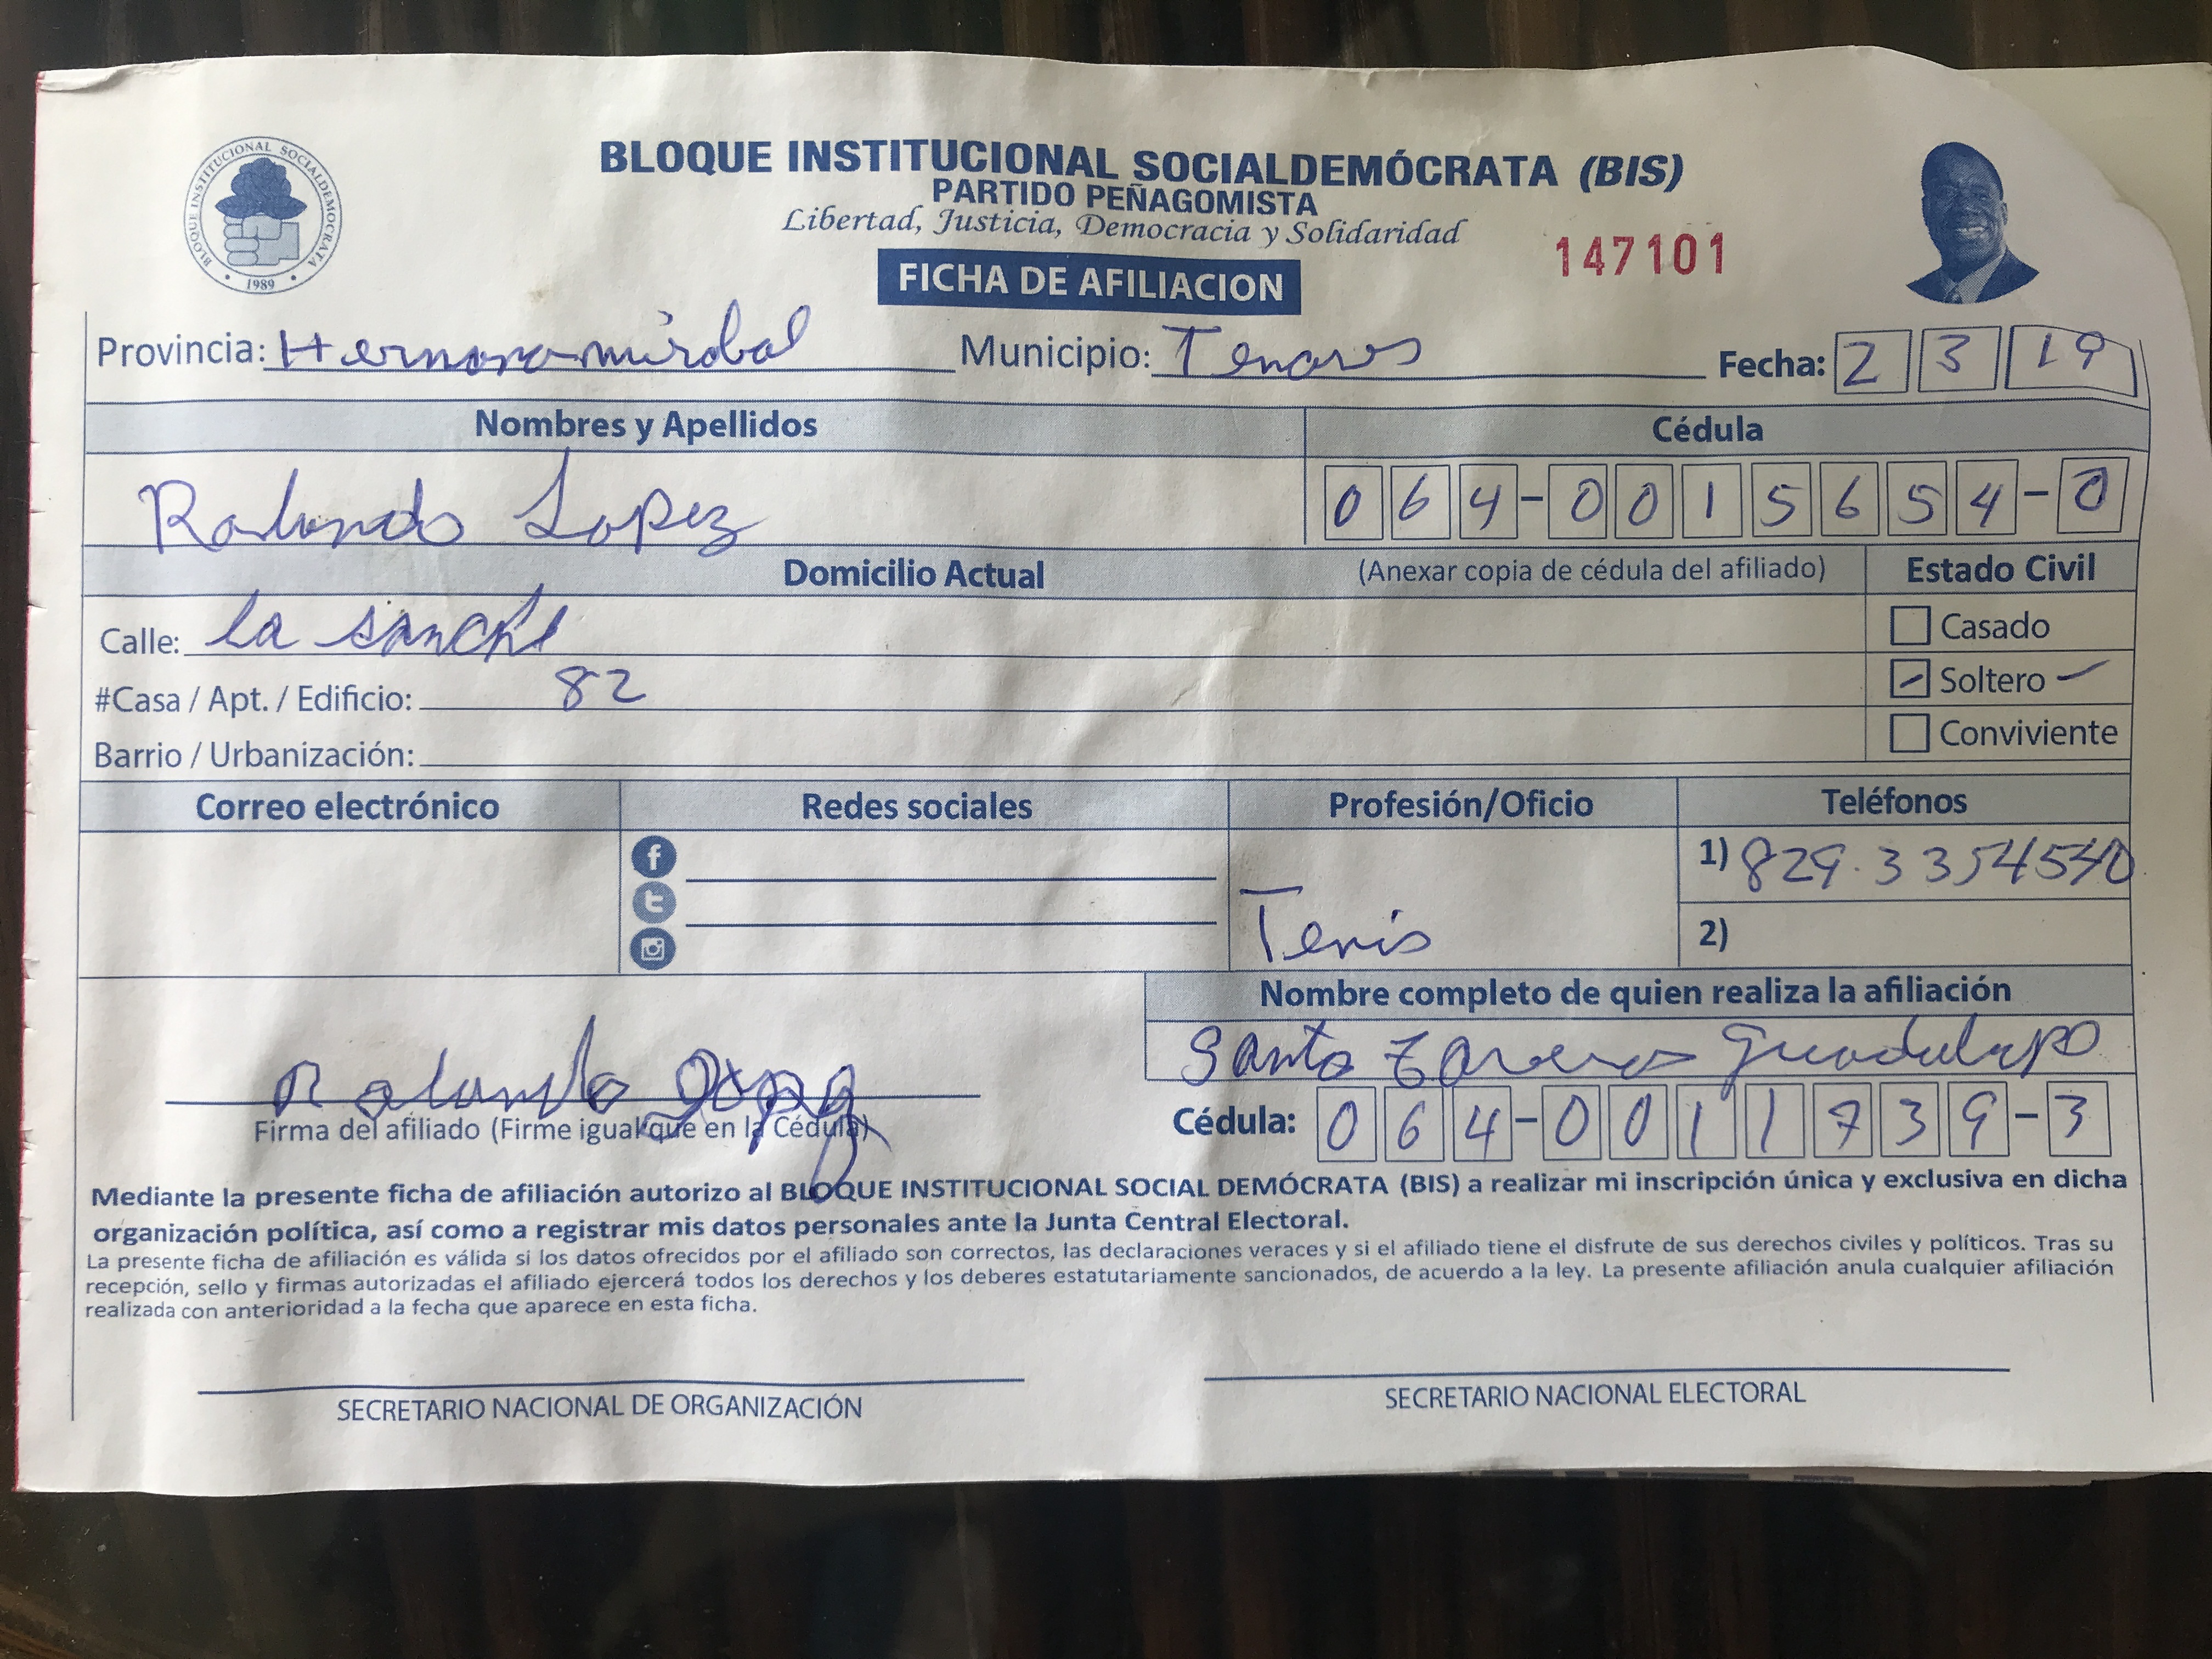 BLOQUE INSTITUCIONAL SOCIALDEMÓCRATA
1989
BLOQUE INSTITUCIONAL SOCIALDEMÓCRATA (BIS)
PARTIDO PEÑAGOMISTA
Libertad, Justicia, Democracia y Solidaridad
147101
FICHA DE AFILIACION
Provincia: Municipio: Tenares Fecha: 2 3 19
Nombres y Apellidos Cédula
Rolando Lopez 064-0015654-0
Domicilio Actual (Anexar copia de cédula del afiliado) Estado Civil
Calle: la Casado
#Casa / Apt. / Edificio: 82 Soltero
Barrio / Urbanización: Conviviente
Correo electrónico Redes sociales Profesión/Oficio Teléfonos
1) 829.3354540
Tenis 2)
Nombre completo de quien realiza la afiliación
Rolando Santo
Firma del afiliado (Firme igual que en la Cédula) Cédula: 064-0011739-3
Mediante la presente ficha de afiliación autorizo al BLOQUE INSTITUCIONAL SOCIAL DEMÓCRATA (BIS) a realizar mi inscripción única y exclusiva en dicha
organización política, así como a registrar mis datos personales ante la Junta Central Electoral.
La presente ficha de afiliación es válida si los datos ofrecidos por el afiliado son correctos, las declaraciones veraces y si el afiliado tiene el disfrute de sus derechos civiles y políticos. Tras su
recepción, sello y firmas autorizadas el afiliado ejercerá todos los derechos y los deberes estatutariamente sancionados, de acuerdo a la ley. La presente afiliación anula cualquier afiliación
realizada con anterioridad a la fecha que aparece en esta ficha.
SECRETARIO NACIONAL DE ORGANIZACIÓN SECRETARIO NACIONAL ELECTORAL